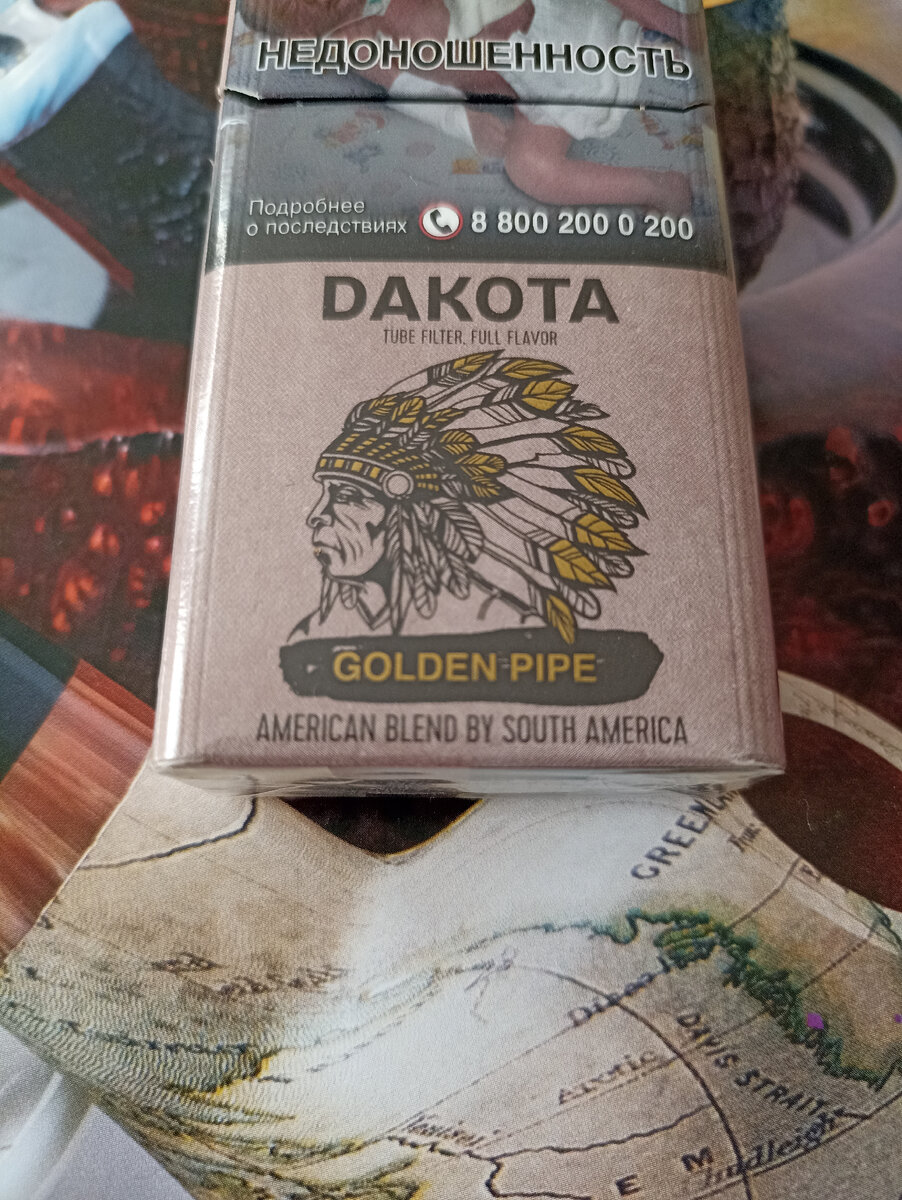 НЕДОНОШЕННОСТЬ
Подробнее
о последствиях
8 800 200 0 200
DAKOTA
TUBE FILTER, FULL FLAVOR
GOLDEN PIPE
AMERICAN BLEND BY SOUTH AMERICA
DAVIS STRAIT
Arctic
E M